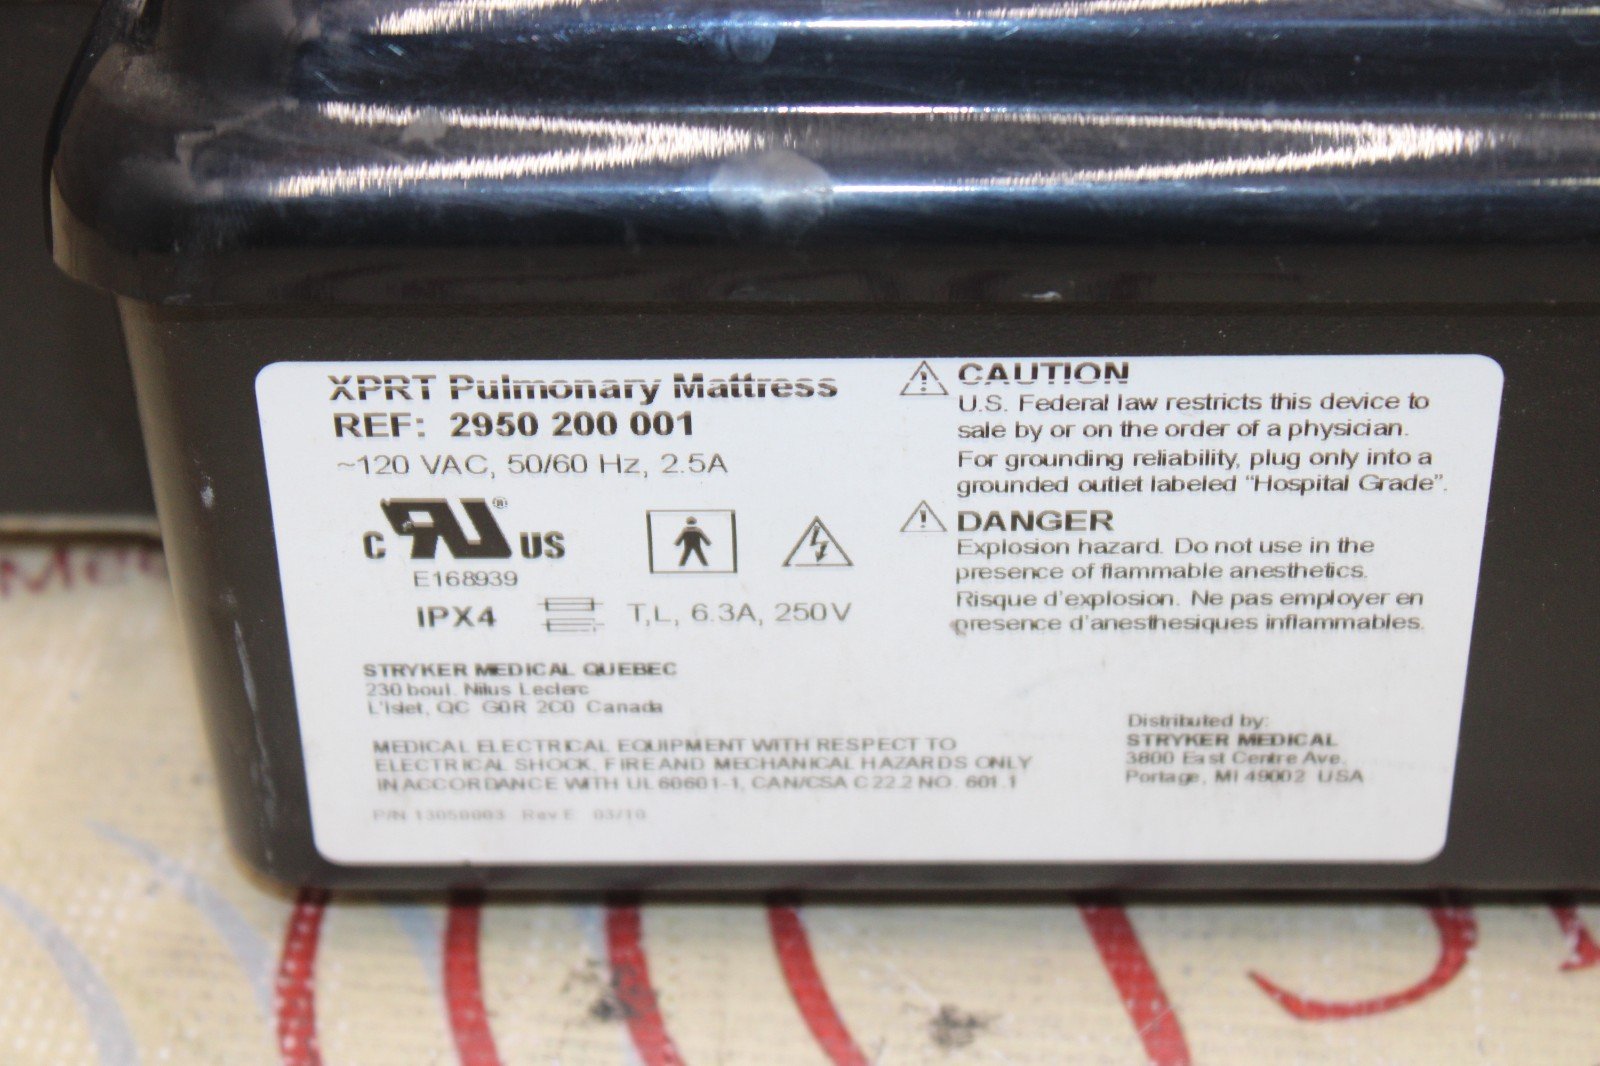 XPRT Pulmonary Mattress
REF: 2950 200 001
~120 VAC, 50/60 Hz, 2.5A
C RU ® US
E168939
IPX4
T,L, 6.3A, 250V
STRYKER MEDICAL QUEBEC
230 boul. Nilus Leclerc
L'Islet, QC G0R 2C0 Canada
MEDICAL ELECTRICAL EQUIPMENT WITH RESPECT TO
ELECTRICAL SHOCK, FIRE AND MECHANICAL HAZARDS ONLY
IN ACCORDANCE WITH UL 60601-1, CAN/CSA C22.2 NO. 601.1
P/N 13050003 Rev E 03/10
CAUTION
U.S. Federal law restricts this device to
sale by or on the order of a physician.
For grounding reliability, plug only into a
grounded outlet labeled "Hospital Grade".
DANGER
Explosion hazard. Do not use in the
presence of flammable anesthetics.
Risque d'explosion. Ne pas employer en
presence d'anesthesiques inflammables.
Distributed by:
STRYKER MEDICAL
3800 East Centre Ave.
Portage, MI 49002 USA